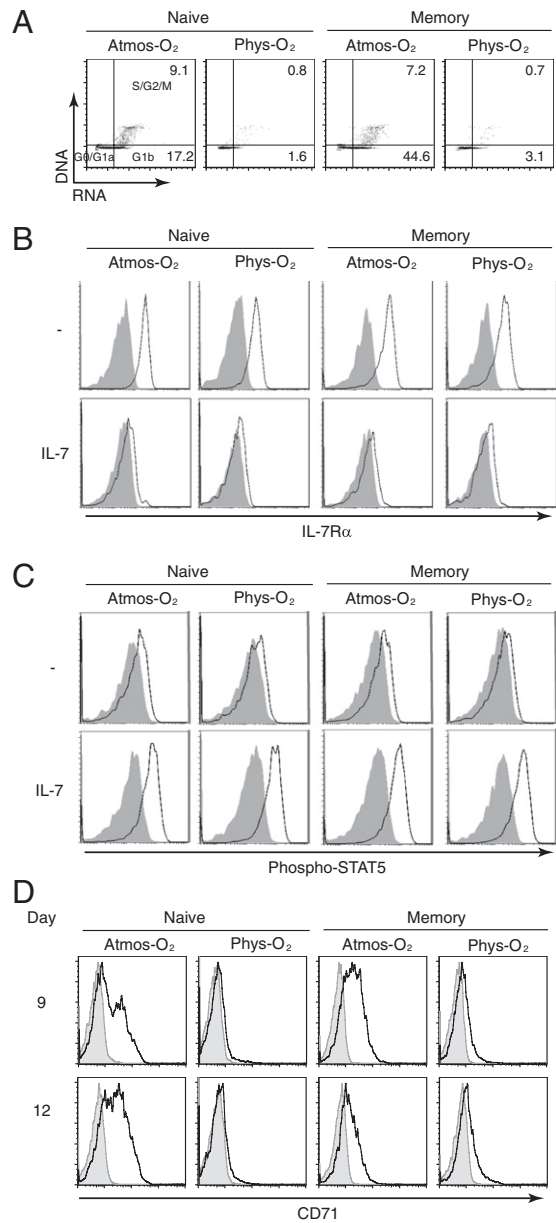 A
Naive Memory
Atmos-O₂ Phys-O₂ Atmos-O₂ Phys-O₂
9.1 0.8 7.2 0.7
S/G2/M
G0/G1a G1b 17.2 1.6 44.6 3.1
DNA
RNA
B
Naive Memory
Atmos-O₂ Phys-O₂ Atmos-O₂ Phys-O₂
-
IL-7
IL-7Rα
C
Naive Memory
Atmos-O₂ Phys-O₂ Atmos-O₂ Phys-O₂
-
IL-7
Phospho-STAT5
D
Day Naive Memory
Atmos-O₂ Phys-O₂ Atmos-O₂ Phys-O₂
9
12
CD71